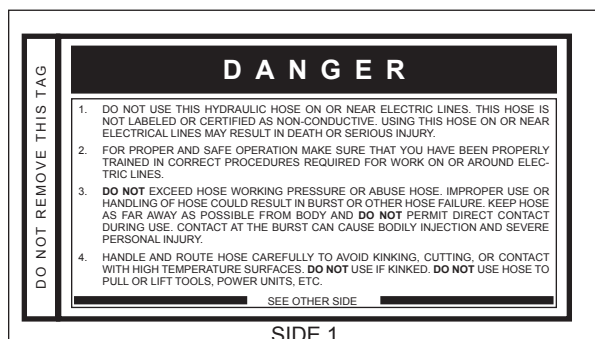 DO NOT REMOVE THIS TAG
DANGER
1. DO NOT USE THIS HYDRAULIC HOSE ON OR NEAR ELECTRIC LINES. THIS HOSE IS
NOT LABELED OR CERTIFIED AS NON-CONDUCTIVE. USING THIS HOSE ON OR NEAR
ELECTRICAL LINES MAY RESULT IN DEATH OR SERIOUS INJURY.
2. FOR PROPER AND SAFE OPERATION MAKE SURE THAT YOU HAVE BEEN PROPERLY
TRAINED IN CORRECT PROCEDURES REQUIRED FOR WORK ON OR AROUND ELEC-
TRIC LINES.
3. DO NOT EXCEED HOSE WORKING PRESSURE OR ABUSE HOSE. IMPROPER USE OR
HANDLING OF HOSE COULD RESULT IN BURST OR OTHER HOSE FAILURE. KEEP HOSE
AS FAR AWAY AS POSSIBLE FROM BODY AND DO NOT PERMIT DIRECT CONTACT
DURING USE. CONTACT AT THE BURST CAN CAUSE BODILY INJECTION AND SEVERE
PERSONAL INJURY.
4. HANDLE AND ROUTE HOSE CAREFULLY TO AVOID KINKING, CUTTING, OR CONTACT
WITH HIGH TEMPERATURE SURFACES. DO NOT USE IF KINKED. DO NOT USE HOSE TO
PULL OR LIFT TOOLS, POWER UNITS, ETC.
SEE OTHER SIDE
SIDE 1